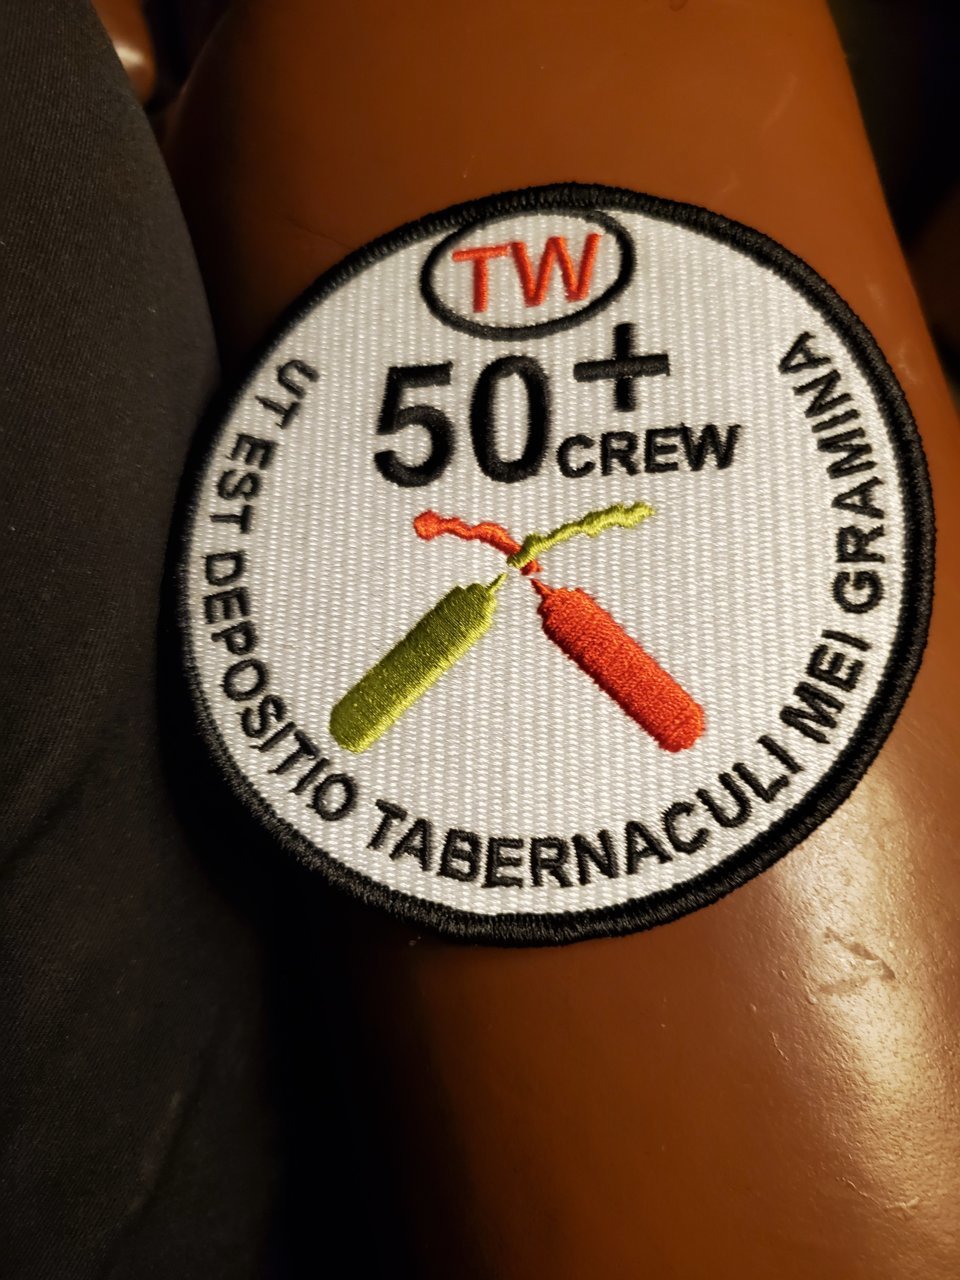 TW
50+
CREW
UT EST DEPOSITIO TABERNACULI MEI GRAMINA